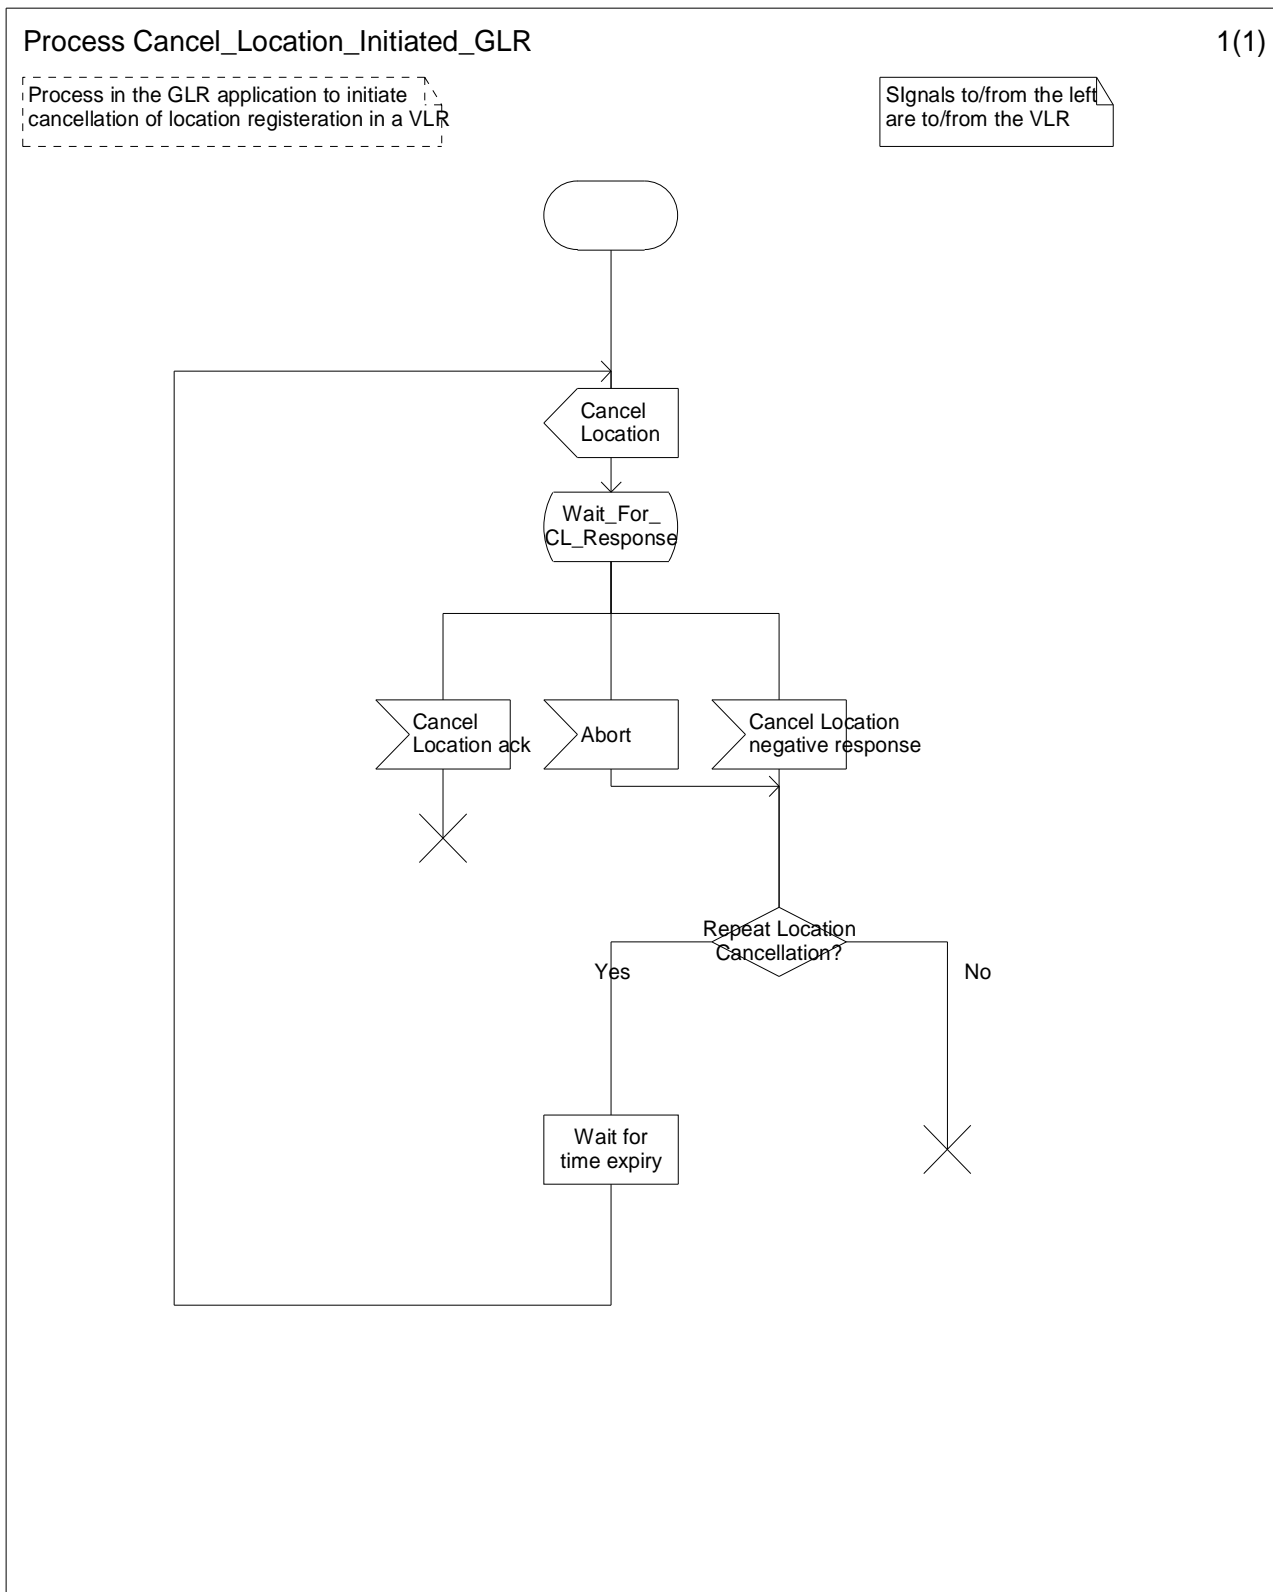 Process Cancel_Location_Initiated_GLR
1(1)
Process in the GLR application to initiate
cancellation of location registeration in a VLR
SIgnals to/from the left
are to/from the VLR
Cancel
Location
Wait_For_
CL_Response
Cancel
Location ack
Abort
Cancel Location
negative response
Repeat Location
Cancellation?
Yes
No
Wait for
time expiry